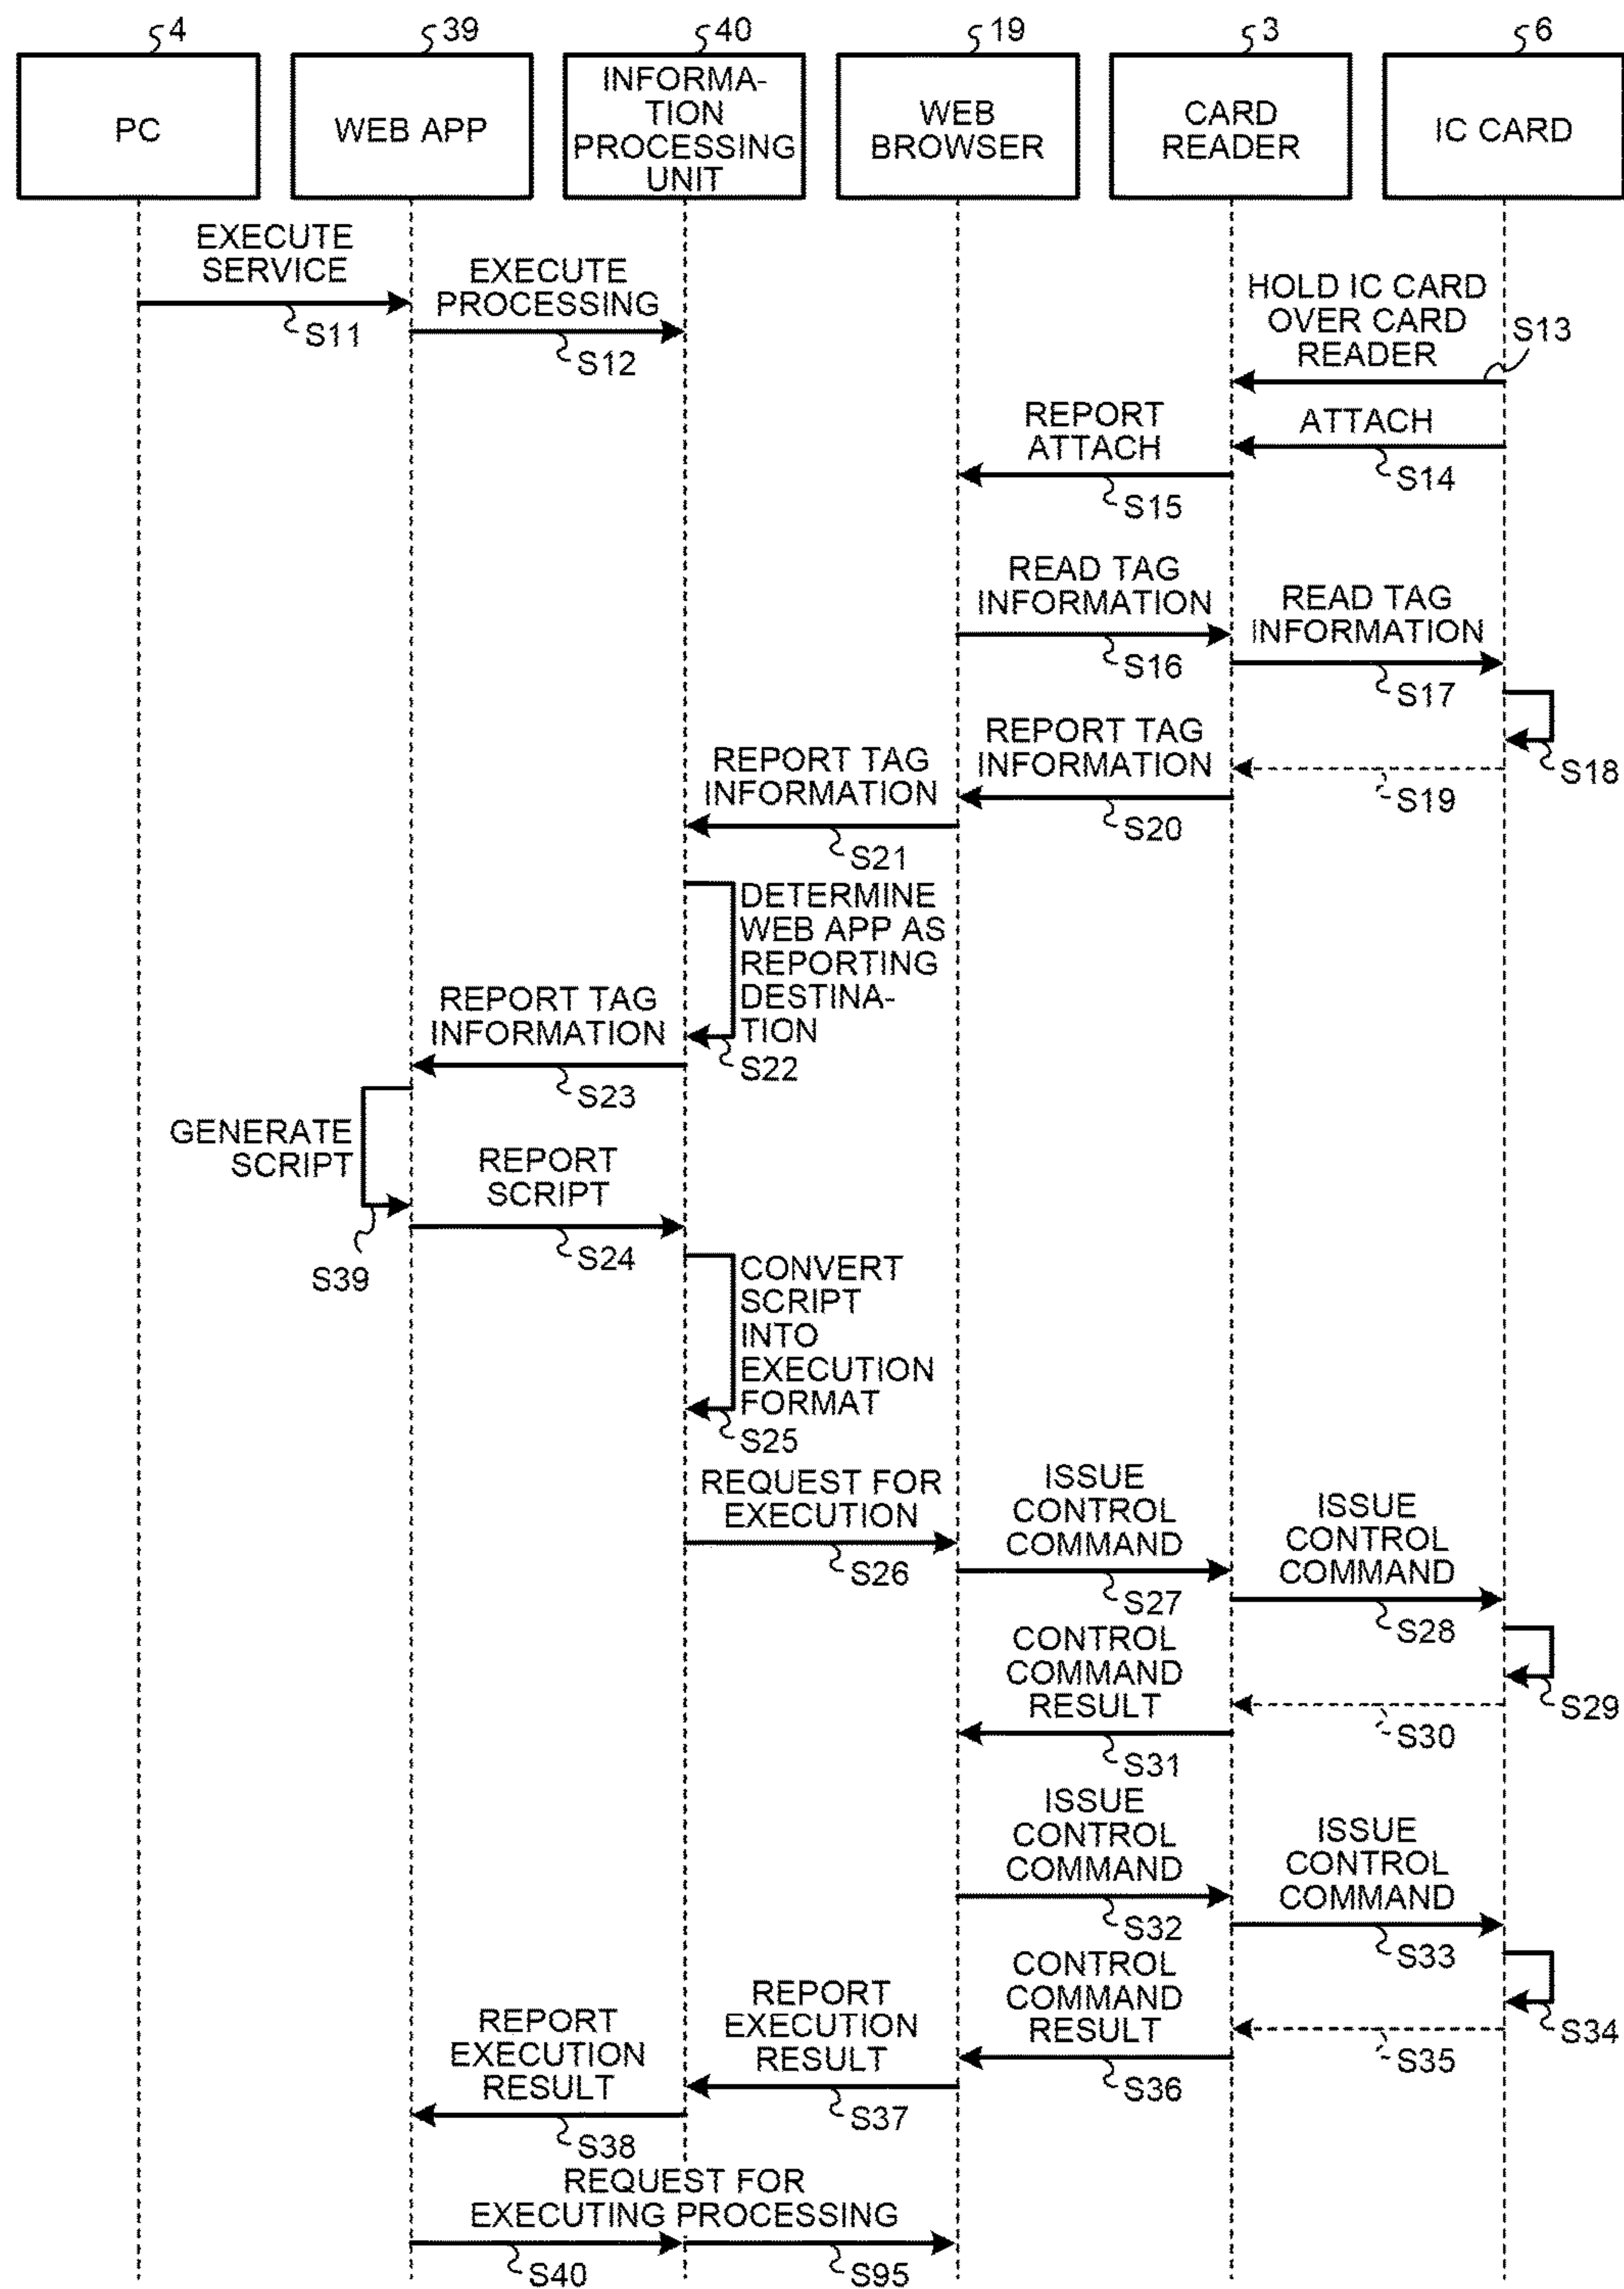 4
39
40
19
3
6
PC
WEB APP
INFORMA-
TION
PROCESSING
UNIT
WEB
BROWSER
CARD
READER
IC CARD
EXECUTE
SERVICE
S11
EXECUTE
PROCESSING
S12
HOLD IC CARD
OVER CARD
READER
S13
ATTACH
S14
REPORT
ATTACH
S15
READ TAG
INFORMATION
S16
READ TAG
INFORMATION
S17
S18
S19
REPORT TAG
INFORMATION
S20
REPORT TAG
INFORMATION
S21
DETERMINE
WEB APP AS
REPORTING
DESTINA-
TION
S22
REPORT TAG
INFORMATION
S23
GENERATE
SCRIPT
S39
REPORT
SCRIPT
S24
CONVERT
SCRIPT
INTO
EXECUTION
FORMAT
S25
REQUEST FOR
EXECUTION
S26
ISSUE
CONTROL
COMMAND
S27
ISSUE
CONTROL
COMMAND
S28
S29
S30
CONTROL
COMMAND
RESULT
S31
ISSUE
CONTROL
COMMAND
S32
ISSUE
CONTROL
COMMAND
S33
S34
S35
CONTROL
COMMAND
RESULT
S36
REPORT
EXECUTION
RESULT
S37
REPORT
EXECUTION
RESULT
S38
REQUEST FOR
EXECUTING PROCESSING
S40
S95